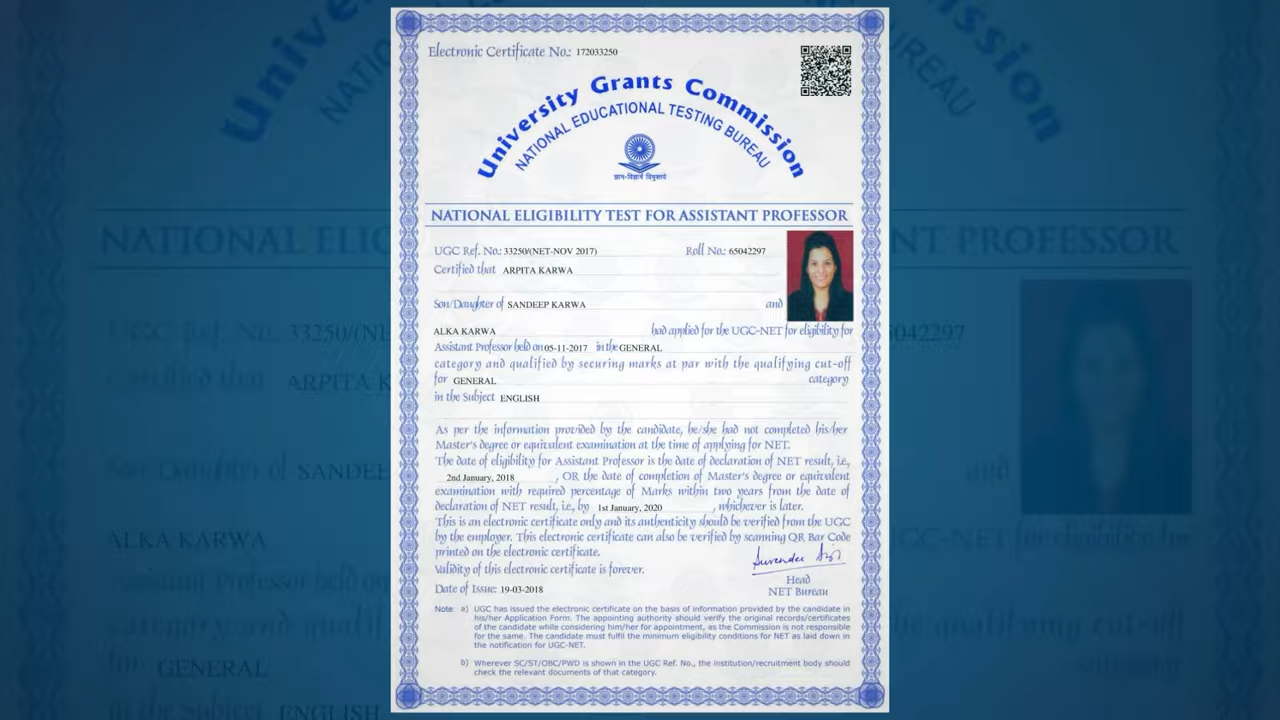 Electronic Certificate No.: 172033250
University Grants Commission
NATIONAL EDUCATIONAL TESTING BUREAU
ज्ञान-विज्ञानं विमुक्तये
NATIONAL ELIGIBILITY TEST FOR ASSISTANT PROFESSOR
UGC Ref. No.: 33250/(NET-NOV 2017) Roll No.: 65042297
Certified that ARPITA KARWA
Son/Daughter of SANDEEP KARWA and
ALKA KARWA had applied for the UGC-NET for eligibility for
Assistant Professor held on 05-11-2017 in the GENERAL
category and qualified by securing marks at par with the qualifying cut-off
for GENERAL category
in the Subject ENGLISH
As per the information provided by the candidate, he/she had not completed his/her
Master's degree or equivalent examination at the time of applying for NET.
The date of eligibility for Assistant Professor is the date of declaration of NET result, i.e.,
2nd January, 2018 , OR the date of completion of Master's degree or equivalent
examination with required percentage of Marks within two years from the date of
declaration of NET result, i.e., by 1st January, 2020 , whichever is later.
This is an electronic certificate only and its authenticity should be verified from the UGC
by the employer. This electronic certificate can also be verified by scanning QR Bar Code
printed on the electronic certificate.
Validity of this electronic certificate is forever.
Head
Date of Issue: 19-03-2018 NET Bureau
Note: a) UGC has issued the electronic certificate on the basis of information provided by the candidate in
his/her Application Form. The appointing authority should verify the original records/certificates
of the candidate while considering him/her for appointment, as the Commission is not responsible
for the same. The candidate must fulfil the minimum eligibility conditions for NET as laid down in
the notification for UGC-NET.
b) Wherever SC/ST/OBC/PWD is shown in the UGC Ref. No., the institution/recruitment body should
check the relevant documents of that category.